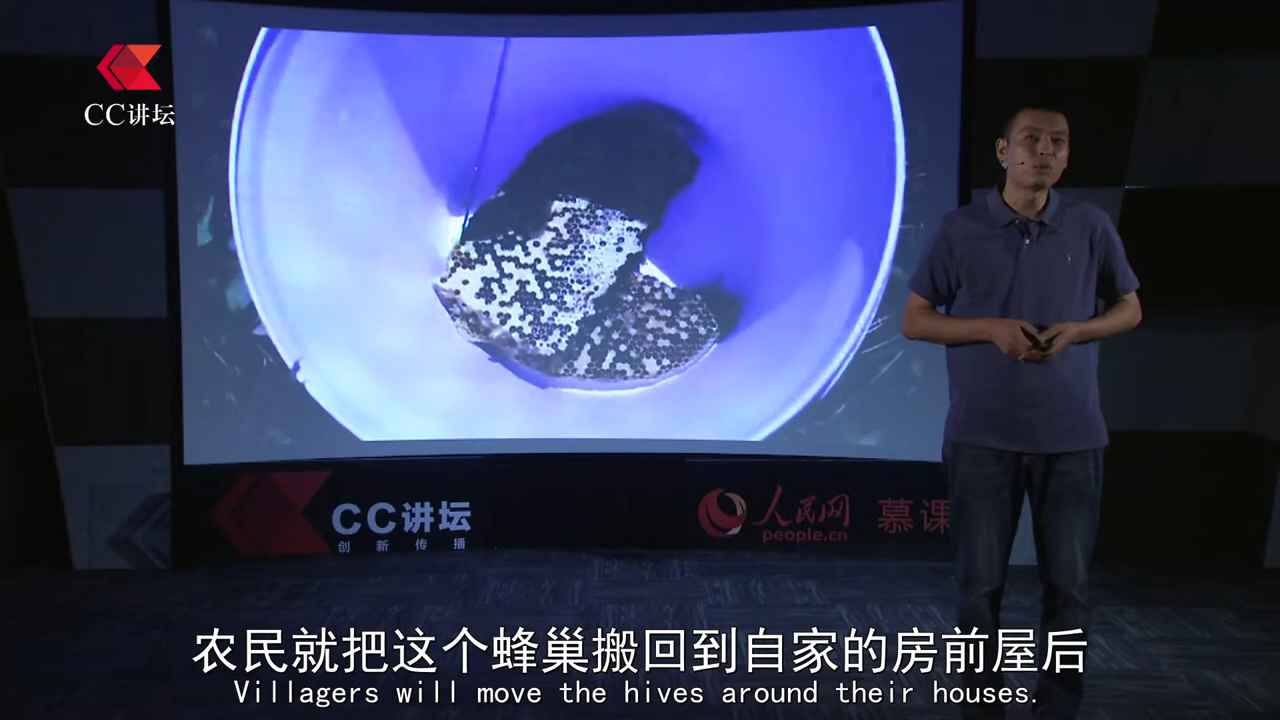 CC讲坛
CC讲坛
创新传播
人民网
people.cn
慕课
农民就把这个蜂巢搬回到自家的房前屋后
Villagers will move the hives around their houses.